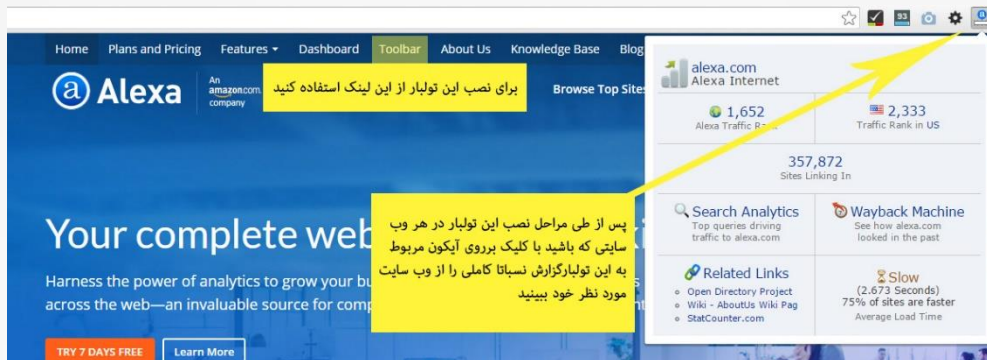 93
Home Plans and Pricing Features Dashboard Toolbar About Us Knowledge Base Blog
a Alexa
An
amazon.com
company
برای نصب این تولبار از این لینک استفاده کنید
Browse Top Sites
alexa.com
Alexa Internet
1,652
Alexa Traffic
2,333
Traffic Rank in US
357,872
Sites Linking In
Search Analytics
Top queries driving
traffic to alexa.com
Wayback Machine
See how alexa.com
looked in the past
Related Links
Open Directory Project
Wiki - AboutUs Wiki Pag
StatCounter.com
Slow
(2.673 Seconds)
75% of sites are faster
Average Load Time
پس از طی مراحل نصب این تولبار در هر وب
سایتی که باشید با کلیک برروی آیکون مربوط
به این تولبارگزارش نسباتا کاملی را از وب سایت
مورد نظر خود ببینید
Your complete web
Harness the power of analytics to grow your
across the web—an invaluable source for
TRY 7 DAYS FREE Learn More